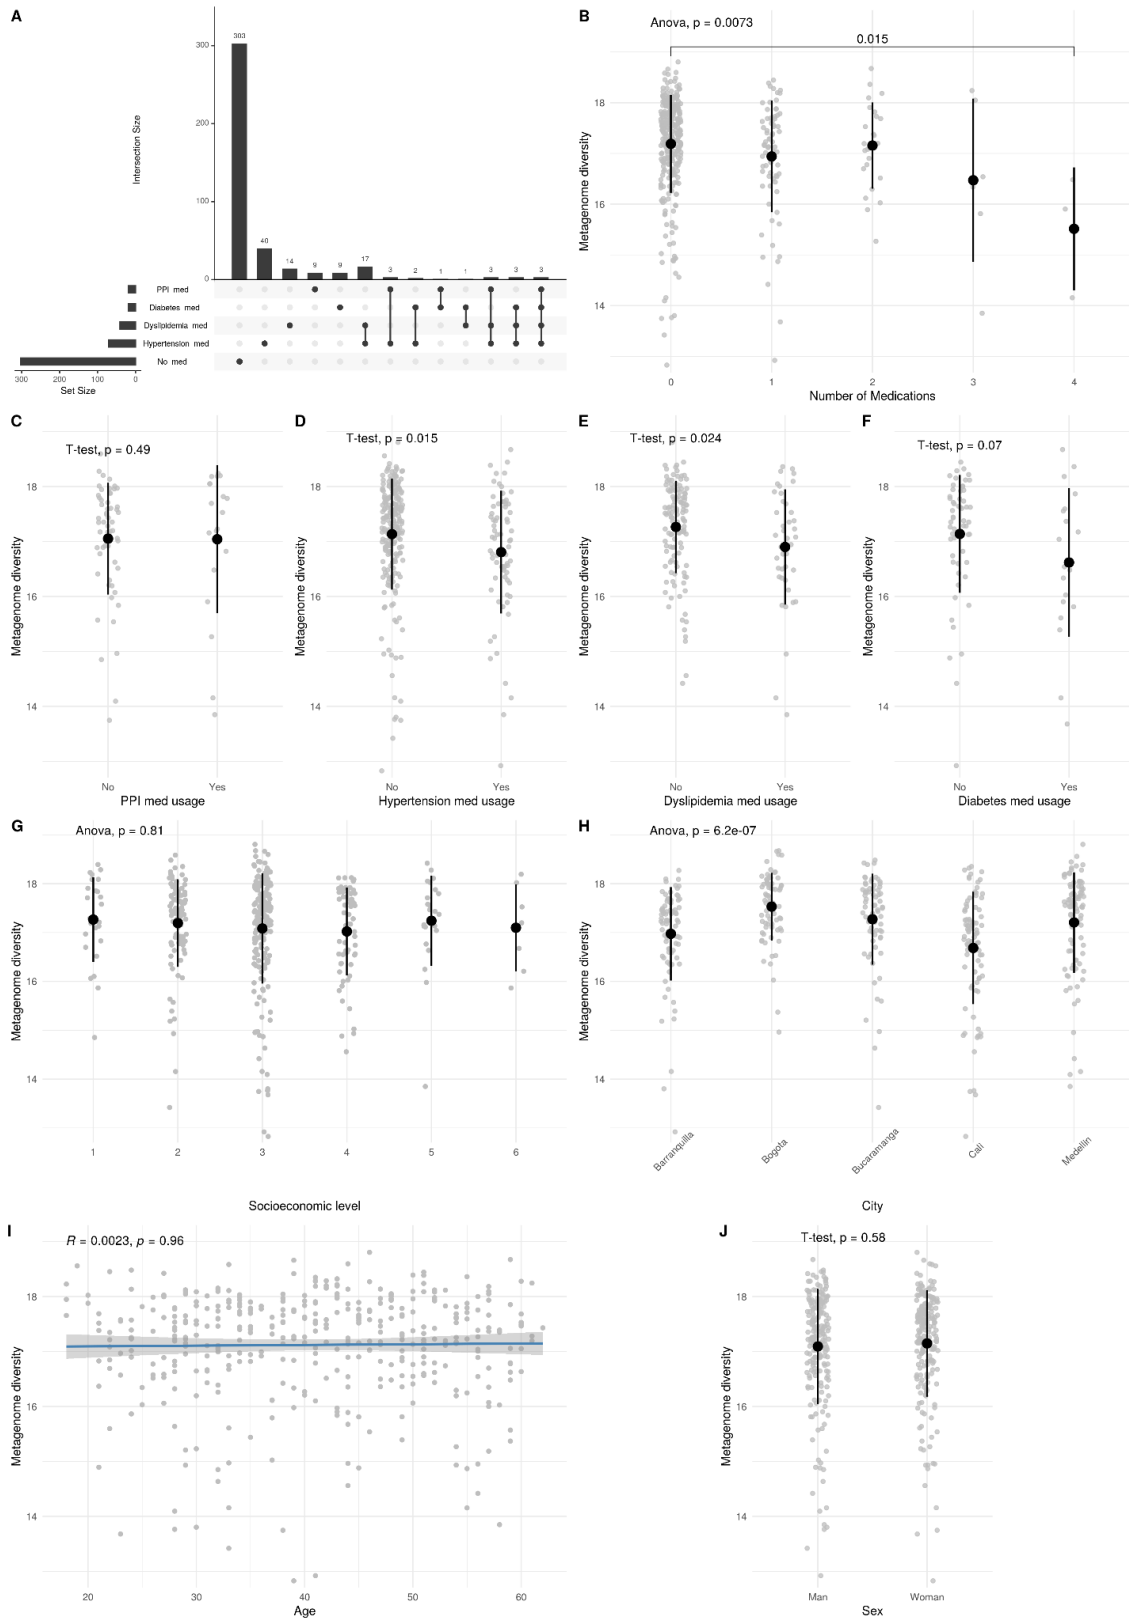 A
Intersection Size
300
200
100
0
303
40
14
9
9
17
3
2
1
1
3
3
3
PPI med
Diabetes med
Dyslipidemia med
Hypertension med
No med
300 200 100 0
Set Size
B
Anova, p = 0.0073
0.015
Metagenome diversity
18
16
14
0 1 2 3 4
Number of Medications
C
T-test, p = 0.49
Metagenome diversity
18
16
14
No Yes
PPI med usage
D
T-test, p = 0.015
Metagenome diversity
18
16
14
No Yes
Hypertension med usage
E
T-test, p = 0.024
Metagenome diversity
18
16
14
No Yes
Dyslipidemia med usage
F
T-test, p = 0.07
Metagenome diversity
18
16
14
No Yes
Diabetes med usage
G
Anova, p = 0.81
Metagenome diversity
18
16
14
1 2 3 4 5 6
Socioeconomic level
H
Anova, p = 6.2e-07
Metagenome diversity
18
16
14
Barranquilla Bogota Bucaramanga Cali Medellin
City
I
R = 0.0023, p = 0.96
Metagenome diversity
18
16
14
20 30 40 50 60
Age
J
T-test, p = 0.58
Metagenome diversity
18
16
14
Man Woman
Sex